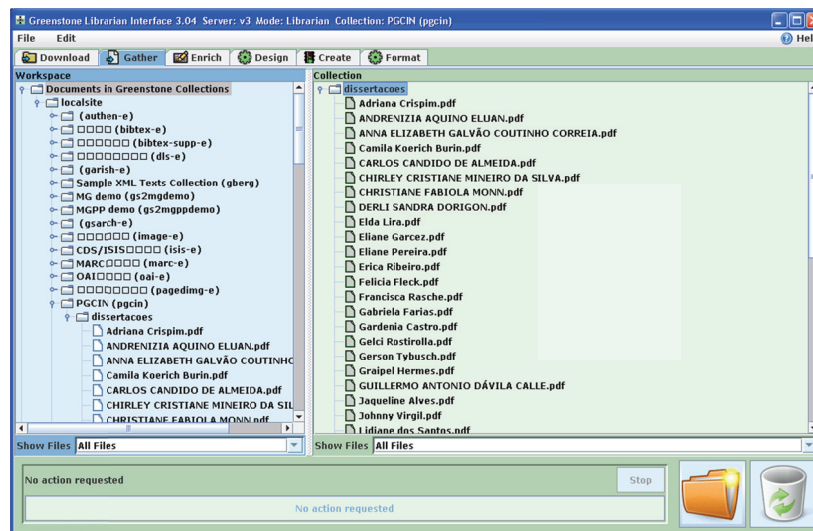 Greenstone Librarian Interface 3.04 Server: v3 Mode: Librarian Collection: PGCIN (pgcin)
File Edit Hel
Download Gather Enrich Design Create Format
Workspace
Documents in Greenstone Collections
localsite
(authen-e)
□□□□ (bibtex-e)
□□□□□□ (bibtex-supp-e)
□□□□□□□□ (dls-e)
(garish-e)
Sample XML Texts Collection (gberg)
MG demo (gs2mgdemo)
MGPP demo (gs2mgppdemo)
(gsarch-e)
□□□□□□ (image-e)
CDS/ISIS□□□□ (isis-e)
MARC□□□□ (marc-e)
OAI□□□□ (oai-e)
□□□□□□□□ (pagedimg-e)
PGCIN (pgcin)
dissertacoes
Adriana Crispim.pdf
ANDRENIZIA AQUINO ELUAN.pdf
ANNA ELIZABETH GALVÃO COUTINHO
Camila Koerich Burin.pdf
CARLOS CANDIDO DE ALMEIDA.pdf
CHIRLEY CRISTIANE MINEIRO DA SIL
CHRISTIANE FABIOLA MONN.pdf
Show Files All Files
Collection
dissertacoes
Adriana Crispim.pdf
ANDRENIZIA AQUINO ELUAN.pdf
ANNA ELIZABETH GALVÃO COUTINHO CORREIA.pdf
Camila Koerich Burin.pdf
CARLOS CANDIDO DE ALMEIDA.pdf
CHIRLEY CRISTIANE MINEIRO DA SILVA.pdf
CHRISTIANE FABIOLA MONN.pdf
DERLI SANDRA DORIGON.pdf
Elda Lira.pdf
Eliane Garcez.pdf
Eliane Pereira.pdf
Erica Ribeiro.pdf
Felicia Fleck.pdf
Francisca Rasche.pdf
Gabriela Farias.pdf
Gardenia Castro.pdf
Gelci Rostirolla.pdf
Gerson Tybusch.pdf
Graipel Hermes.pdf
GUILLERMO ANTONIO DÁVILA CALLE.pdf
Jaqueline Alves.pdf
Johnny Virgil.pdf
Lidiane dos Santos.pdf
Show Files All Files
No action requested
Stop
No action requested